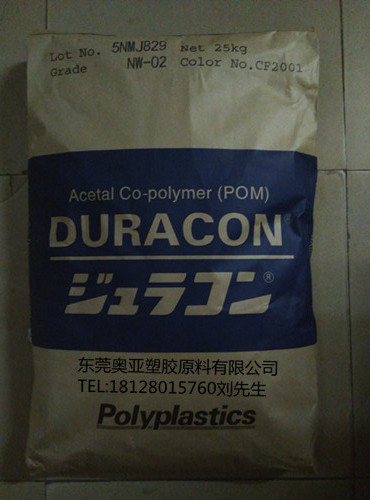 Lot No. 5NMJ829 Net 25kg
Grade NW-02 Color No.CF2001
Acetal Co-polymer (POM)
DURACON
ジュラコン®
东莞奥亚塑胶原料有限公司
TEL:18128015760刘先生
Polyplastics